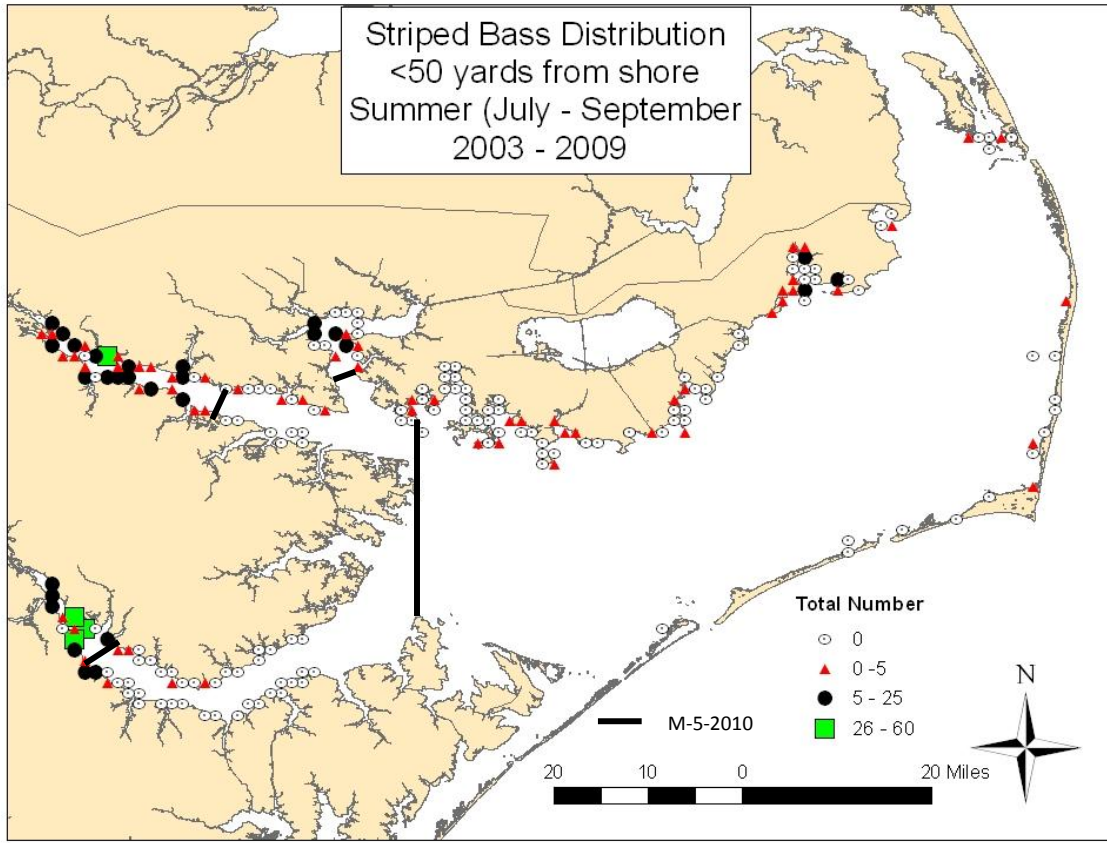 Striped Bass Distribution
<50 yards from shore
Summer (July - September
2003 - 2009
Total Number
0
0 -5
5 - 25
26 - 60
M-5-2010
N
20 10 0 20 Miles